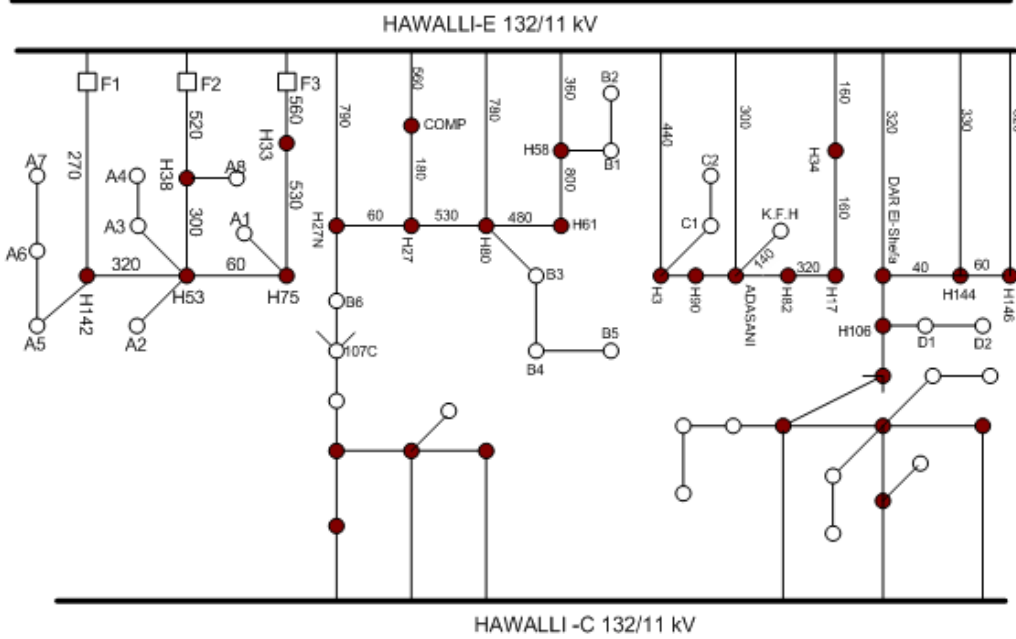 HAWALLI-E 132/11 kV
F1
F2
F3
270
520
560
H33
530
790
560
COMP
180
780
360
B2
H58
B1
800
440
300
160
H34
160
320
330
A7
A4
H38
A8
300
A3
A1
A6
H27N
60
H27
530
H80
480
H61
C1
K.F.H
140
DAR El-Shefa
320
H142
H53
60
H75
H3
H90
ADASANI
H82
320
H17
40
H144
60
H146
A5
A2
B6
B3
107C
B4
B5
H106
D1
D2
HAWALLI -C 132/11 kV